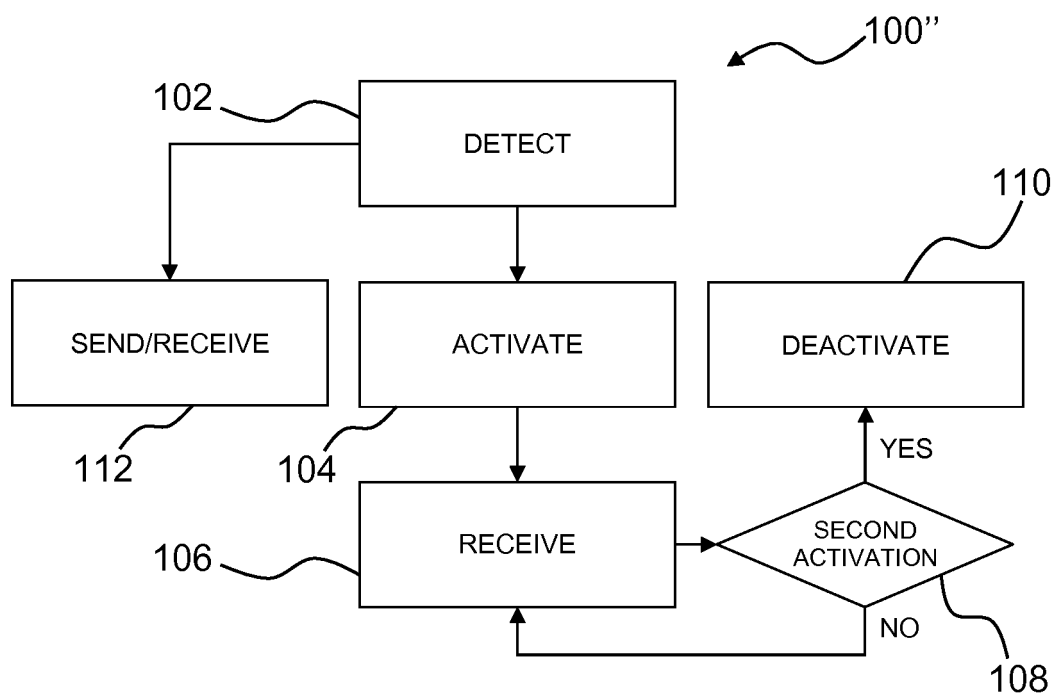 100’’
102
DETECT
110
SEND/RECEIVE
ACTIVATE
DEACTIVATE
112
104
YES
106
RECEIVE
SECOND
ACTIVATION
NO
108